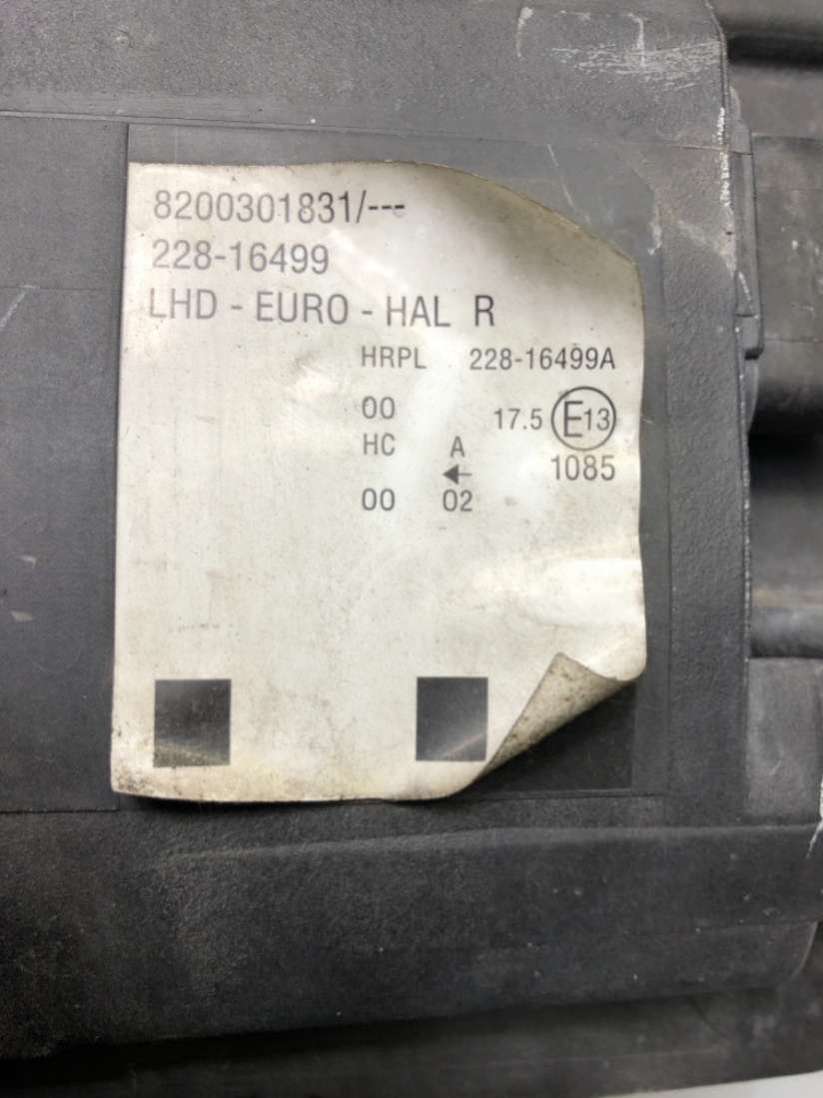 8200301831/---
228-16499
LHD - EURO - HAL R
HRPL 228-16499A
00 17.5 E13
HC A 1085
←
00 02